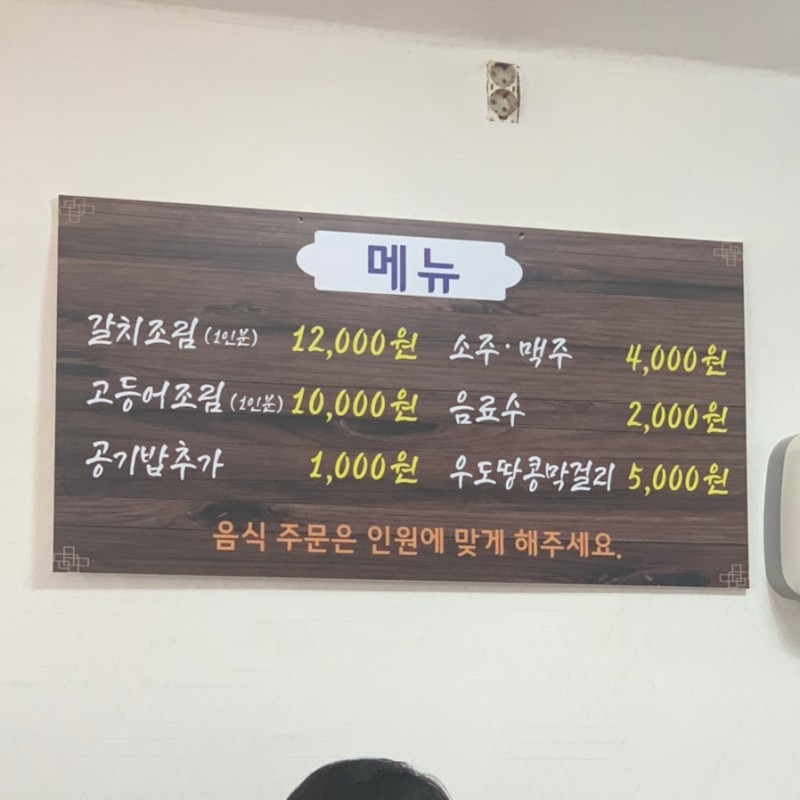 메뉴
갈치조림 (1인분) 12,000원
고등어조림 (1인분) 10,000원
공기밥추가 1,000원
소주·맥주 4,000원
음료수 2,000원
우도땅콩막걸리 5,000원
음식 주문은 인원에 맞게 해주세요.